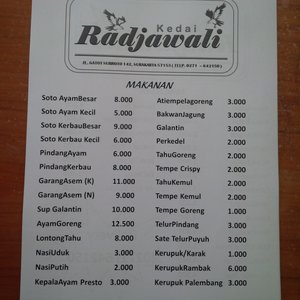 Kedai
Radjawali
MAKANAN
Soto AyamBesar 8.000
Soto Ayam Kecil 5.000
Soto KerbauBesar 9.000
Soto Kerbau Kecil 6.000
PindangAyam 6.000
PindangKerbau 8.000
GarangAsem (K) 11.000
GarangAsem (N) 9.000
Sup Galantin 10.000
AyamGoreng 12.500
LontongTahu 8.000
NasiUduk 3.000
NasiPutih 2.000
KepalaAyam Presto 3.000
Atiempelagoreng 3.000
BakwanJagung 3.000
Galantin 3.000
Perkedel 2.000
TahuGoreng 2.000
Tempe Crispy 2.000
TahuKemul 2.000
Tempe Kemul 2.000
Tempe Goreng 1.000
TelurPindang 3.000
Sate TelurPuyuh 3.000
Kerupuk/Karak 1.000
KerupukRambak 6.000
Kerupuk Palembang 3.000